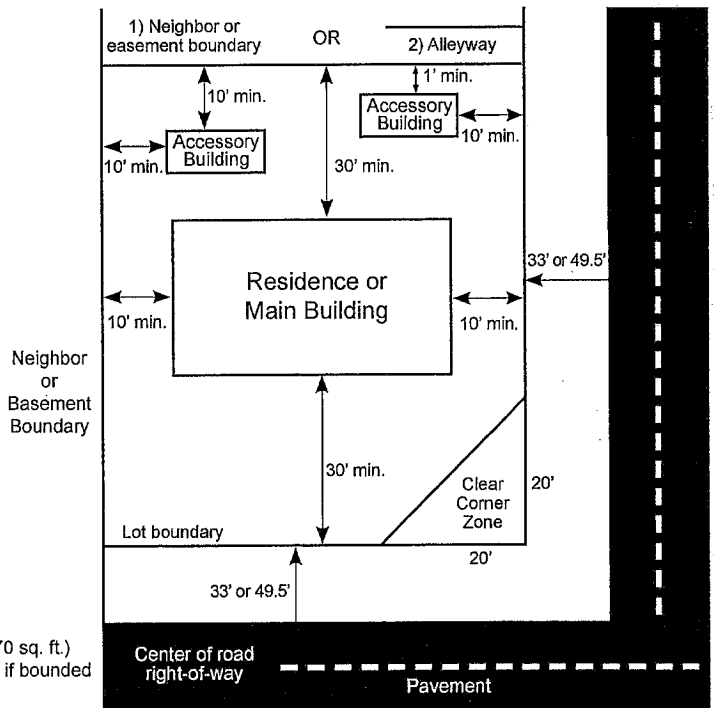 1) Neighbor or
easement boundary
OR
2) Alleyway
1' min.
10' min.
Accessory
Building
10' min.
Accessory
Building
10' min.
30' min.
33' or 49.5'
Residence or
Main Building
10' min.
10' min.
Neighbor
or
Basement
Boundary
30' min.
Clear
Corner
Zone
20'
Lot boundary
20'
33' or 49.5'
70 sq. ft.)
if bounded
Center of road
right-of-way
Pavement